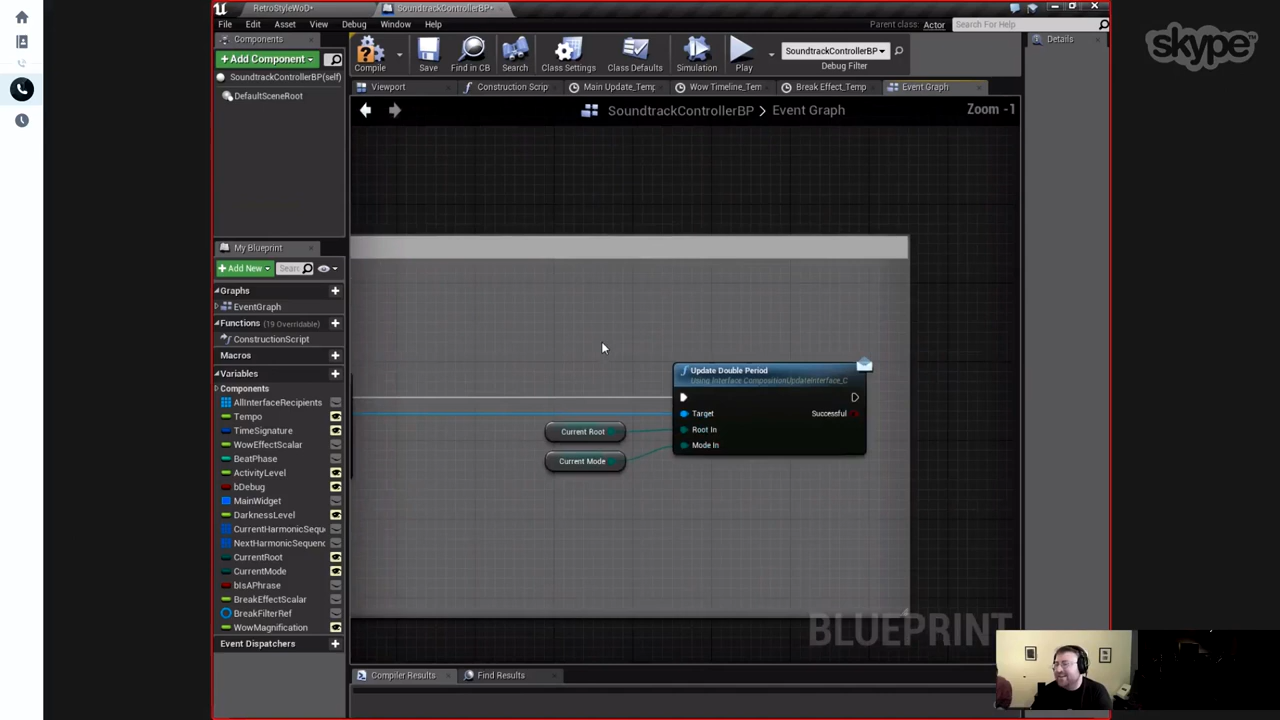 RetroStyleWoD*
SoundtrackControllerBP*
File Edit Asset View Debug Window Help
Parent class: Actor
Search For Help
Components
Details
skype™
+ Add Component
Compile
Save
Find in CB
Search
Class Settings
Class Defaults
Simulation
Play
SoundtrackControllerBP
Debug Filter
SoundtrackControllerBP(self)
DefaultSceneRoot
Viewport
Construction Scrip
Main Update_Temp
Wow Timeline_Tem
Break Effect_Temp
Event Graph
SoundtrackControllerBP > Event Graph
Zoom -1
My Blueprint
+ Add New
Sear
Graphs
EventGraph
Functions (19 Overridable)
ConstructionScript
Macros
Variables
Components
AllInterfaceRecipients
Tempo
TimeSignature
WowEffectScalar
BeatPhase
ActivityLevel
bDebug
MainWidget
DarknessLevel
CurrentHarmonicSequ
NextHarmonicSequenc
CurrentRoot
CurrentMode
bIsAPhrase
BreakEffectScalar
BreakFilterRef
WowMagnification
Event Dispatchers
Update Double Period
Using Interface CompositionUpdateInterface_C
Target
Successful
Current Root
Root In
Current Mode
Mode In
BLUEPRINT
Compiler Results
Find Results